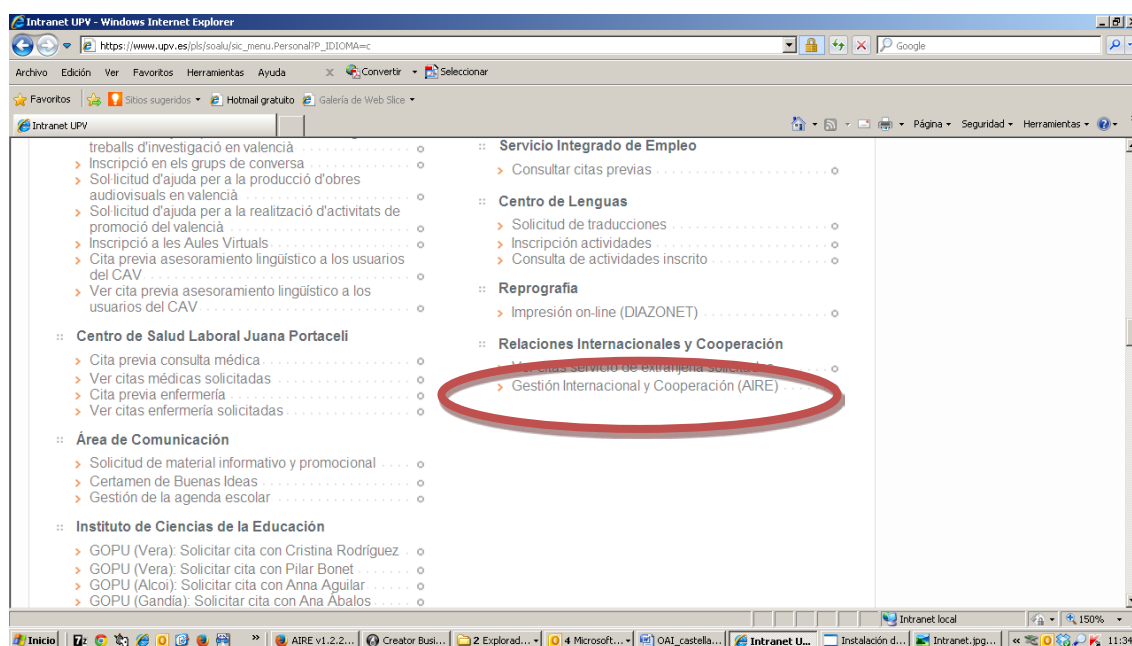 Intranet UPV - Windows Internet Explorer
https://www.upv.es/pls/soalu/sic_menu.Personal?P_IDIOMA=c
Google
Archivo Edición Ver Favoritos Herramientas Ayuda x Convertir Seleccionar
Favoritos Sitios sugeridos Hotmail gratuito Galería de Web Slice
Intranet UPV
Página Seguridad Herramientas
treballs d'investigació en valencià
Inscripció en els grups de conversa
Sol·licitud d'ajuda per a la producció d'obres
audiovisuals en valencià
Sol·licitud d'ajuda per a la realització d'activitats de
promoció del valencià
Inscripció a les Aules Virtuals
Cita previa asesoramiento lingüístico a los usuarios
del CAV
Ver cita previa asesoramiento lingüístico a los
usuarios del CAV
Centro de Salud Laboral Juana Portaceli
Cita previa consulta médica
Ver citas médicas solicitadas
Cita previa enfermería
Ver citas enfermería solicitadas
Área de Comunicación
Solicitud de material informativo y promocional
Certamen de Buenas Ideas
Gestión de la agenda escolar
Instituto de Ciencias de la Educación
GOPU (Vera): Solicitar cita con Cristina Rodríguez
GOPU (Vera): Solicitar cita con Pilar Bonet
GOPU (Alcoi): Solicitar cita con Anna Aguilar
GOPU (Gandía): Solicitar cita con Ana Ábalos
Servicio Integrado de Empleo
Consultar citas previas
Centro de Lenguas
Solicitud de traducciones
Inscripción actividades
Consulta de actividades inscrito
Reprografía
Impresión on-line (DIAZONET)
Relaciones Internacionales y Cooperación
Ver citas servicio de extranjería solicitadas
Gestión Internacional y Cooperación (AIRE)
Intranet local 150%
Inicio » AIRE v1.2.2... Creator Busi... 2 Explorad... 4 Microsoft... OAI_castella... Intranet U... Instalación d... Intranet.jpg... « 11:34